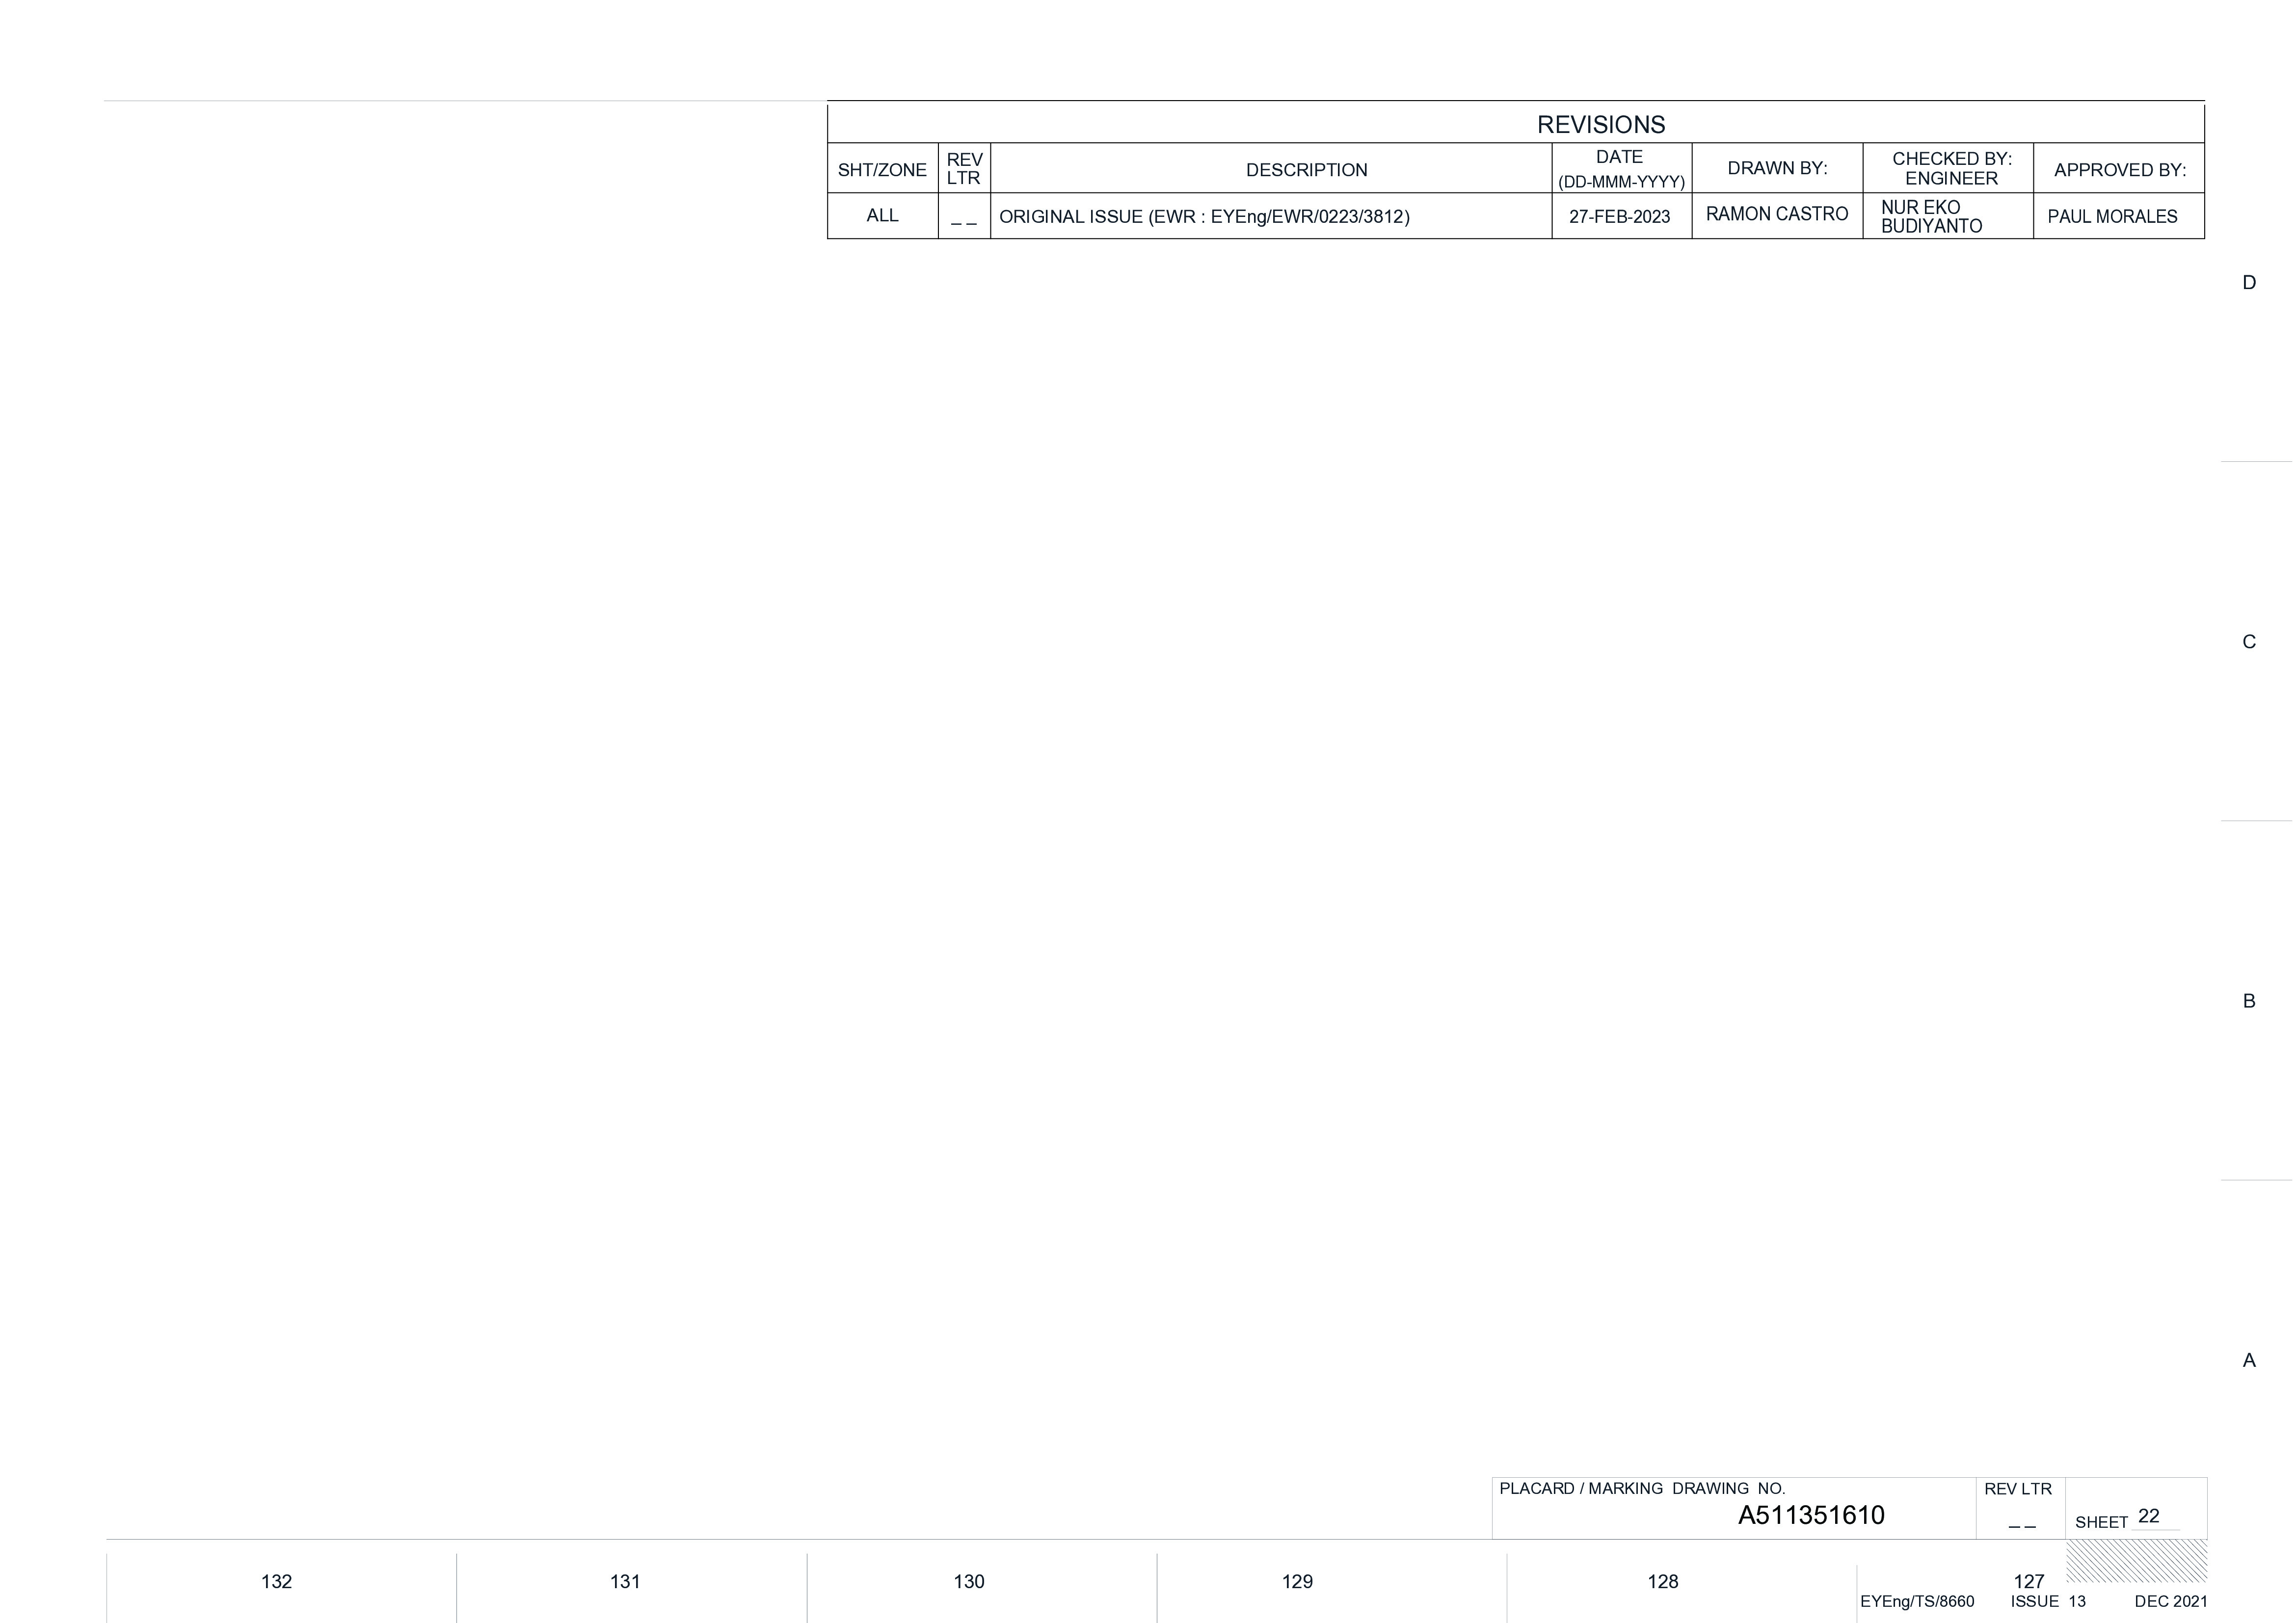 REVISIONS
SHT/ZONE
REV
LTR
DESCRIPTION
DATE
(DD-MMM-YYYY)
DRAWN BY:
CHECKED BY:
ENGINEER
APPROVED BY:
ALL
_ _
ORIGINAL ISSUE (EWR : EYEng/EWR/0223/3812)
27-FEB-2023
RAMON CASTRO
NUR EKO
BUDIYANTO
PAUL MORALES
D
C
B
A
PLACARD / MARKING DRAWING NO.
A511351610
REV LTR
_ _
SHEET 22
132
131
130
129
128
127
EYEng/TS/8660 ISSUE 13 DEC 2021